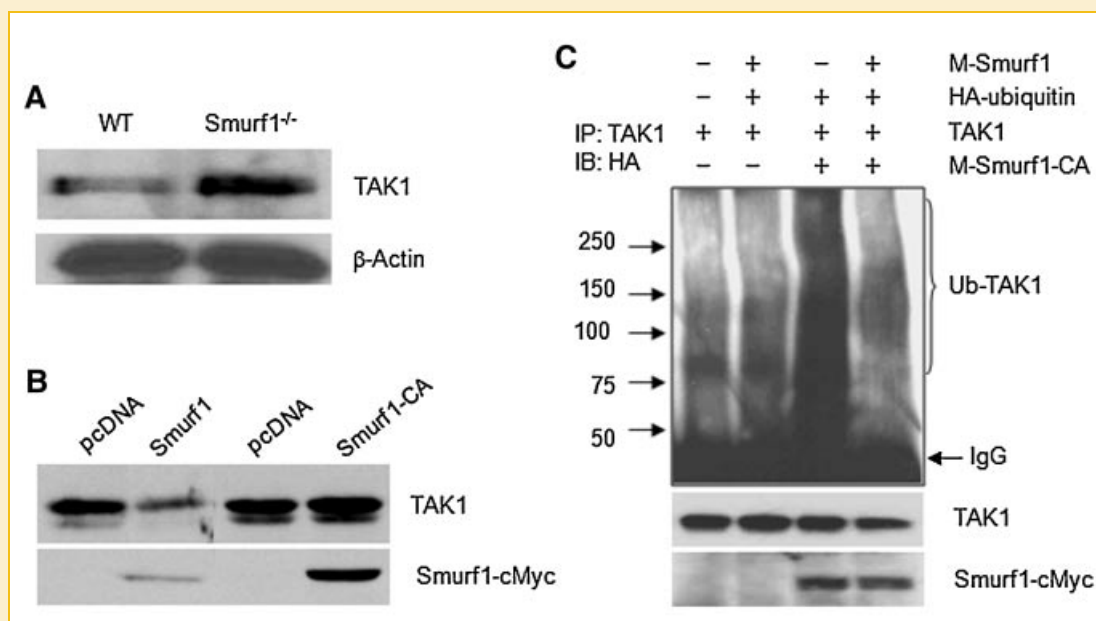 A
WT Smurf1-/-
TAK1
β-Actin
B
pcDNA Smurf1 pcDNA Smurf1-CA
TAK1
Smurf1-cMyc
C
– + – + M-Smurf1
– + + + HA-ubiquitin
IP: TAK1 + + + + TAK1
IB: HA – – + + M-Smurf1-CA
250
150
100
75
50
Ub-TAK1
IgG
TAK1
Smurf1-cMyc